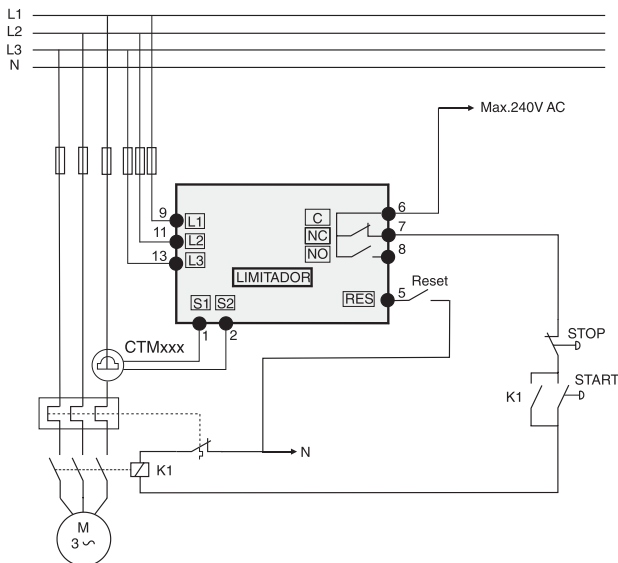 L1
L2
L3
N
Max.240V AC
9 L1 C 6
11 L2 NC 7
13 L3 NO 8
LIMITADOR
Reset
S1 S2 RES 5
1 2
CTMxxx
STOP
START
K1
N
K1
M
3 ~